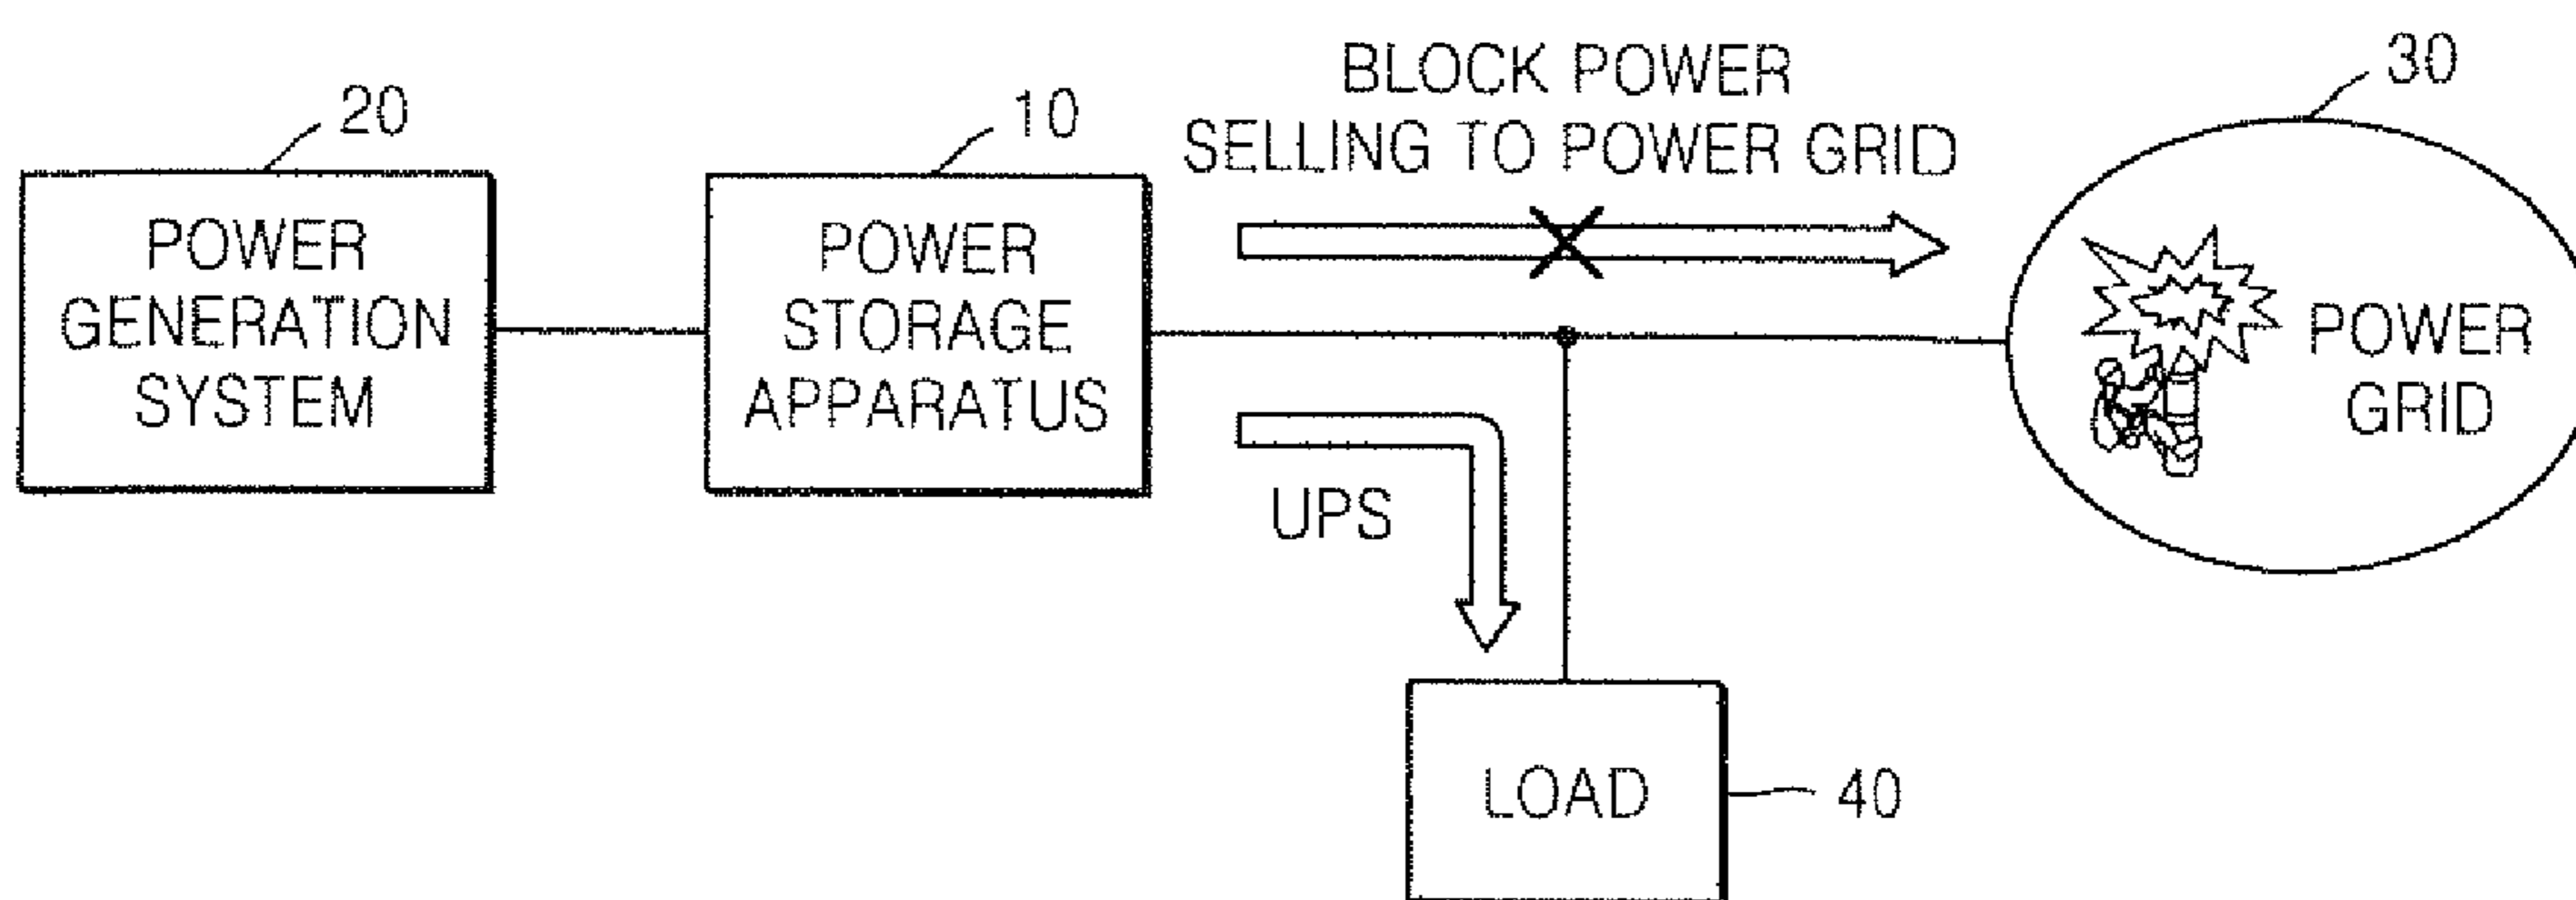 20
POWER
GENERATION
SYSTEM
10
POWER
STORAGE
APPARATUS
BLOCK POWER
SELLING TO POWER GRID
UPS
30
POWER
GRID
LOAD
40